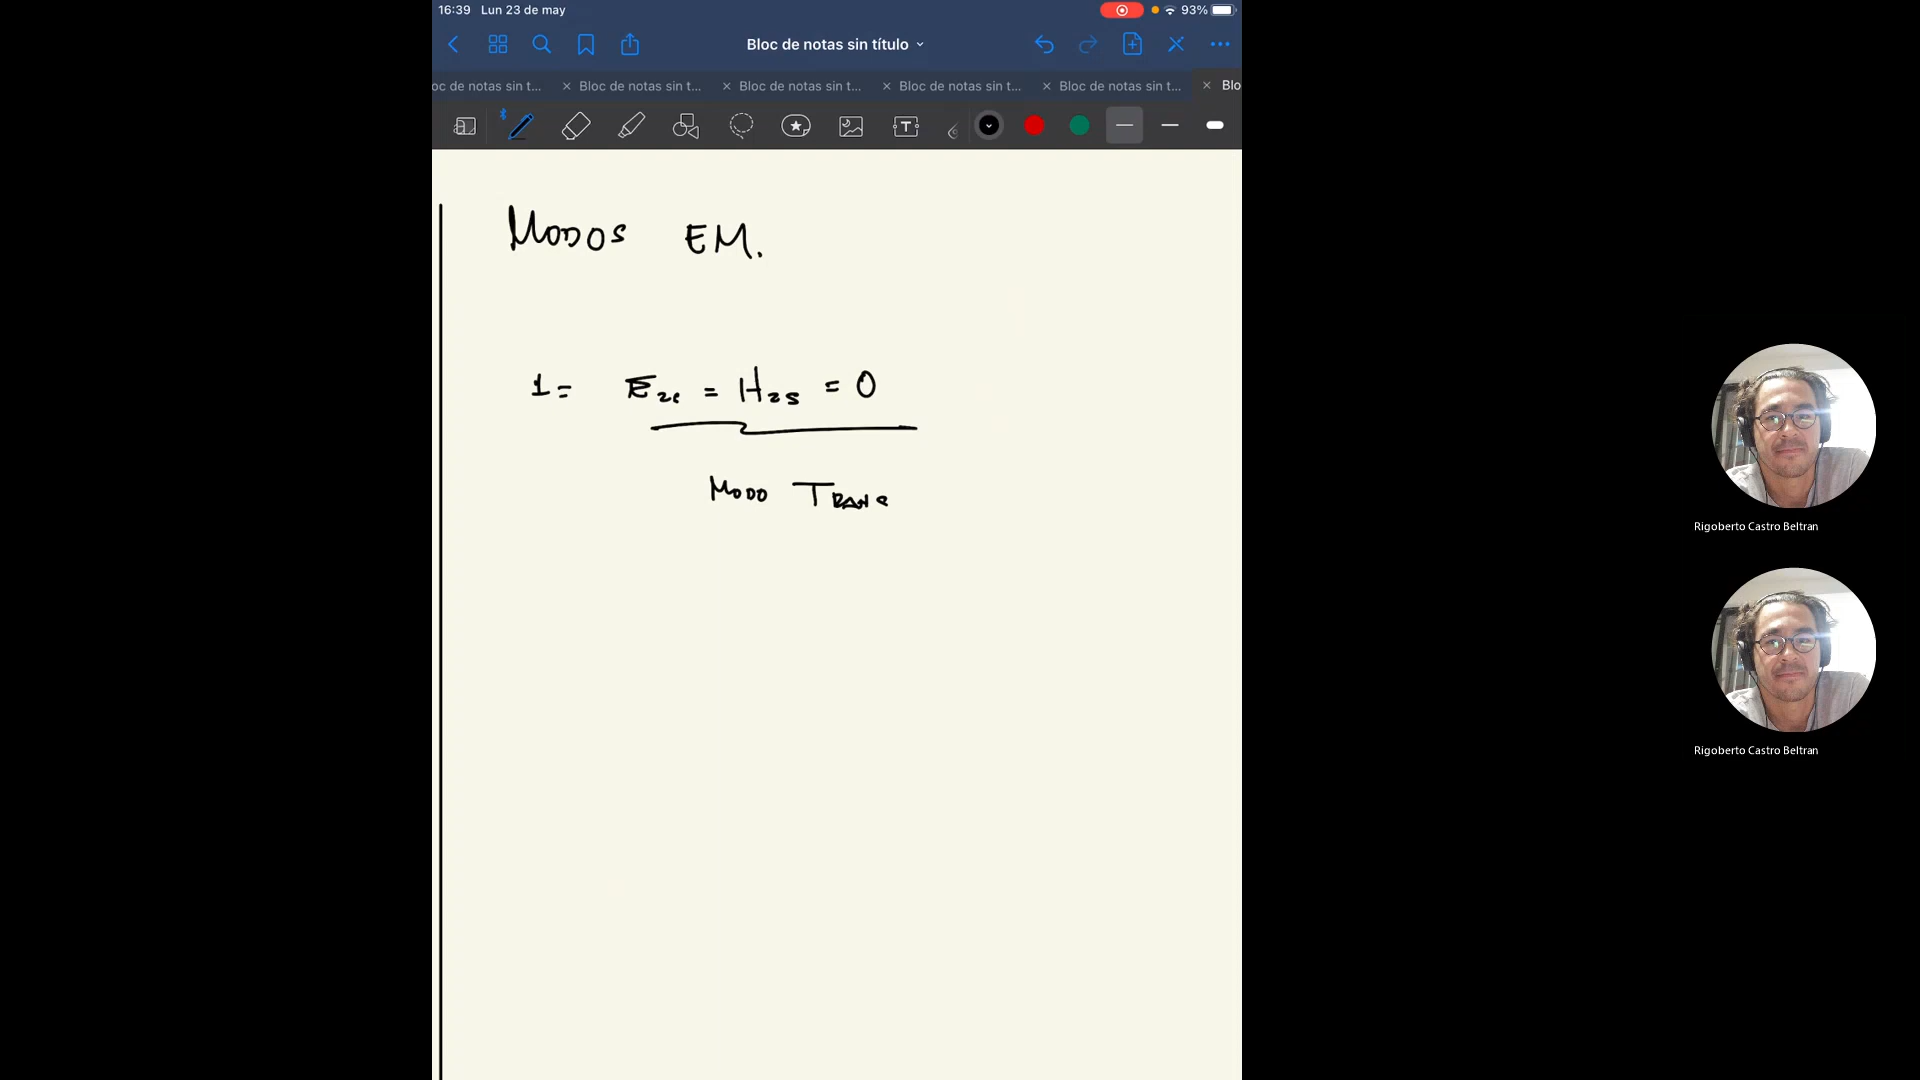 16:39 Lun 23 de may 93%
Bloc de notas sin título
oc de notas sin t... Bloc de notas sin t... Bloc de notas sin t... Bloc de notas sin t... Bloc de notas sin t... Blo
MODOS EM.
1= Ezs = Hzs = 0
MODO TRANS
Rigoberto Castro Beltran
Rigoberto Castro Beltran